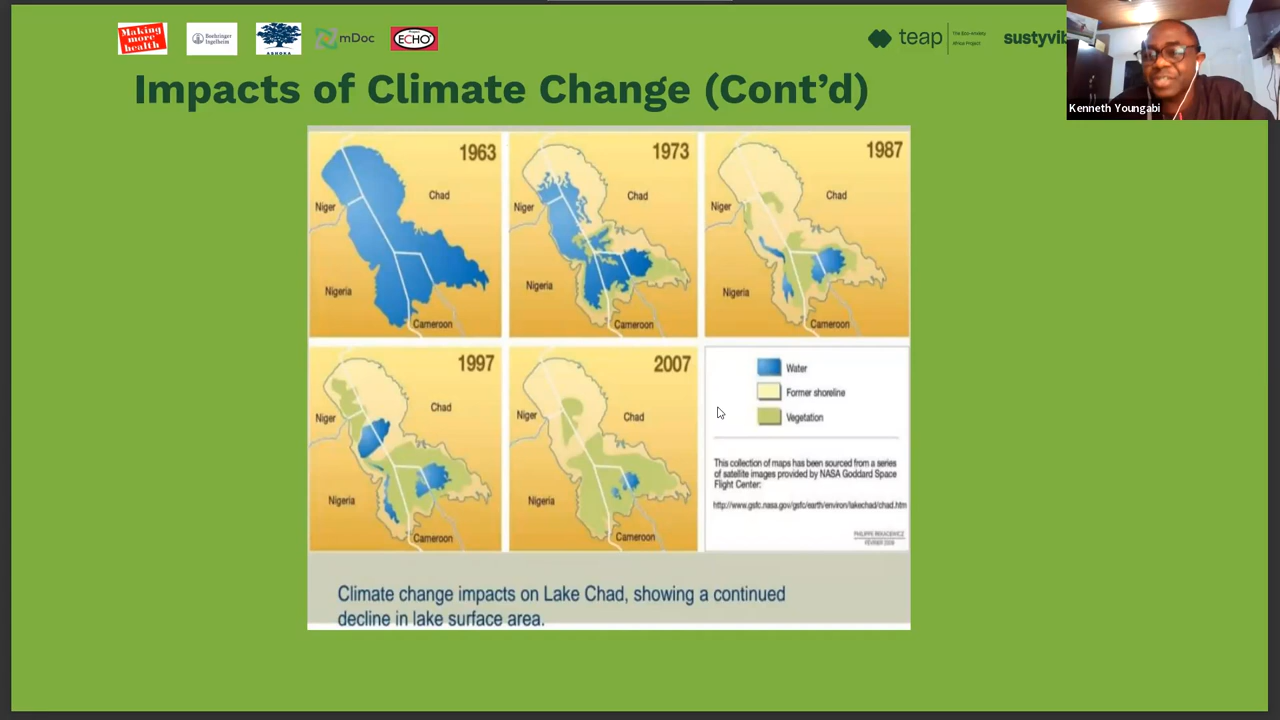 Making
more
health
Boehringer
Ingelheim
ASHOKA
mDoc
ECHO
teap
The Eco-Anxiety
Africa Project
Kenneth Youngabi
Impacts of Climate Change (Cont’d)
1963
Chad
Niger
Nigeria
Cameroon
1973
Chad
Niger
Nigeria
Cameroon
1987
Chad
Niger
Nigeria
Cameroon
1997
Chad
Niger
Nigeria
Cameroon
2007
Chad
Niger
Nigeria
Cameroon
Water
Former shoreline
Vegetation
This collection of maps has been sourced from a series
of satellite images provided by NASA Goddard Space
Flight Center:
http://www.gsfc.nasa.gov/gsfc/earth/environ/lakechad/chad.htm
Climate change impacts on Lake Chad, showing a continued
decline in lake surface area.